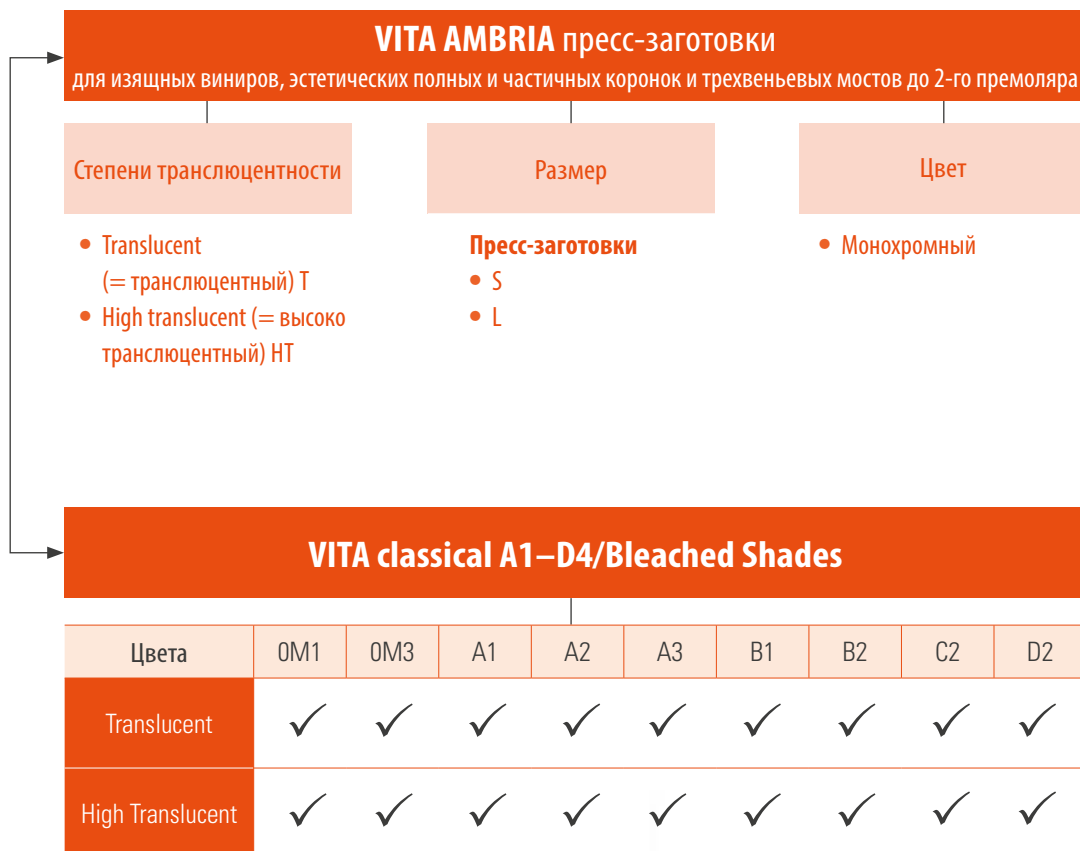 VITA AMBRIA пресс-заготовки
для изящных виниров, эстетических полных и частичных коронок и трехвеньевых мостов до 2-го премоляра
Степени транслюцентности
Размер
Цвет
• Translucent
(= транслюцентный) T
• High translucent (= высоко
транслюцентный) HT
Пресс-заготовки
• S
• L
• Монохромный
VITA classical A1–D4/Bleached Shades
Цвета 0M1 0M3 A1 A2 A3 B1 B2 C2 D2
Translucent ✓ ✓ ✓ ✓ ✓ ✓ ✓ ✓ ✓
High Translucent ✓ ✓ ✓ ✓ ✓ ✓ ✓ ✓ ✓